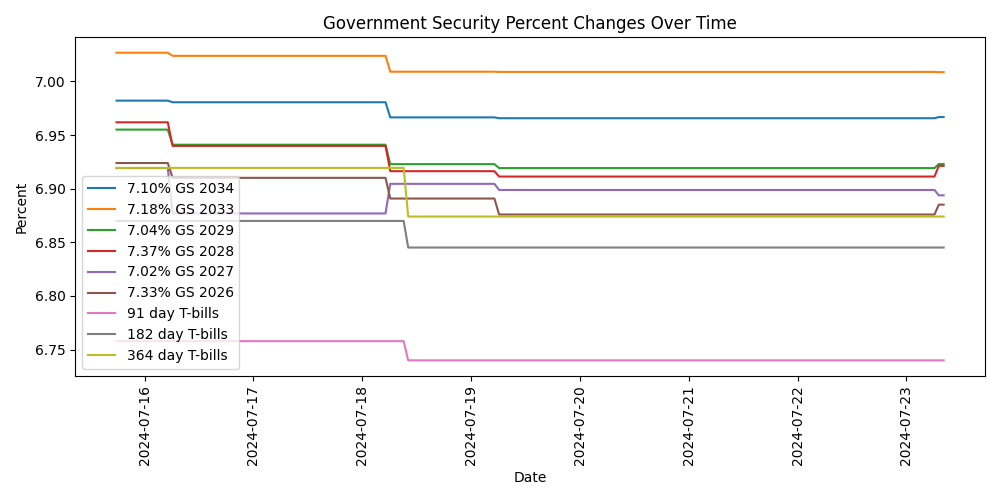 Government Security Percent Changes Over Time
Percent
7.00
6.95
6.90
6.85
6.80
6.75
7.10% GS 2034
7.18% GS 2033
7.04% GS 2029
7.37% GS 2028
7.02% GS 2027
7.33% GS 2026
91 day T-bills
182 day T-bills
364 day T-bills
2024-07-16
2024-07-17
2024-07-18
2024-07-19
2024-07-20
2024-07-21
2024-07-22
2024-07-23
Date